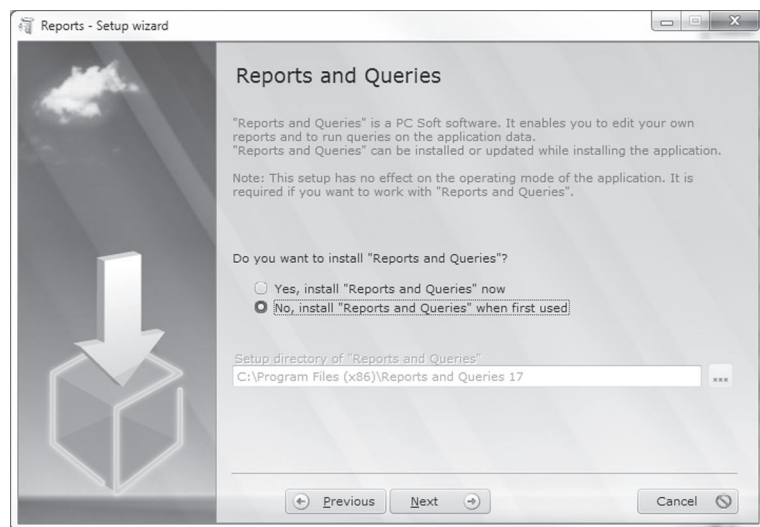 Reports - Setup wizard
Reports and Queries
"Reports and Queries" is a PC Soft software. It enables you to edit your own
reports and to run queries on the application data.
"Reports and Queries" can be installed or updated while installing the application.
Note: This setup has no effect on the operating mode of the application. It is
required if you want to work with "Reports and Queries".
Do you want to install "Reports and Queries"?
Yes, install "Reports and Queries" now
No, install "Reports and Queries" when first used
Setup directory of "Reports and Queries"
C:\Program Files (x86)\Reports and Queries 17
...
Previous Next Cancel